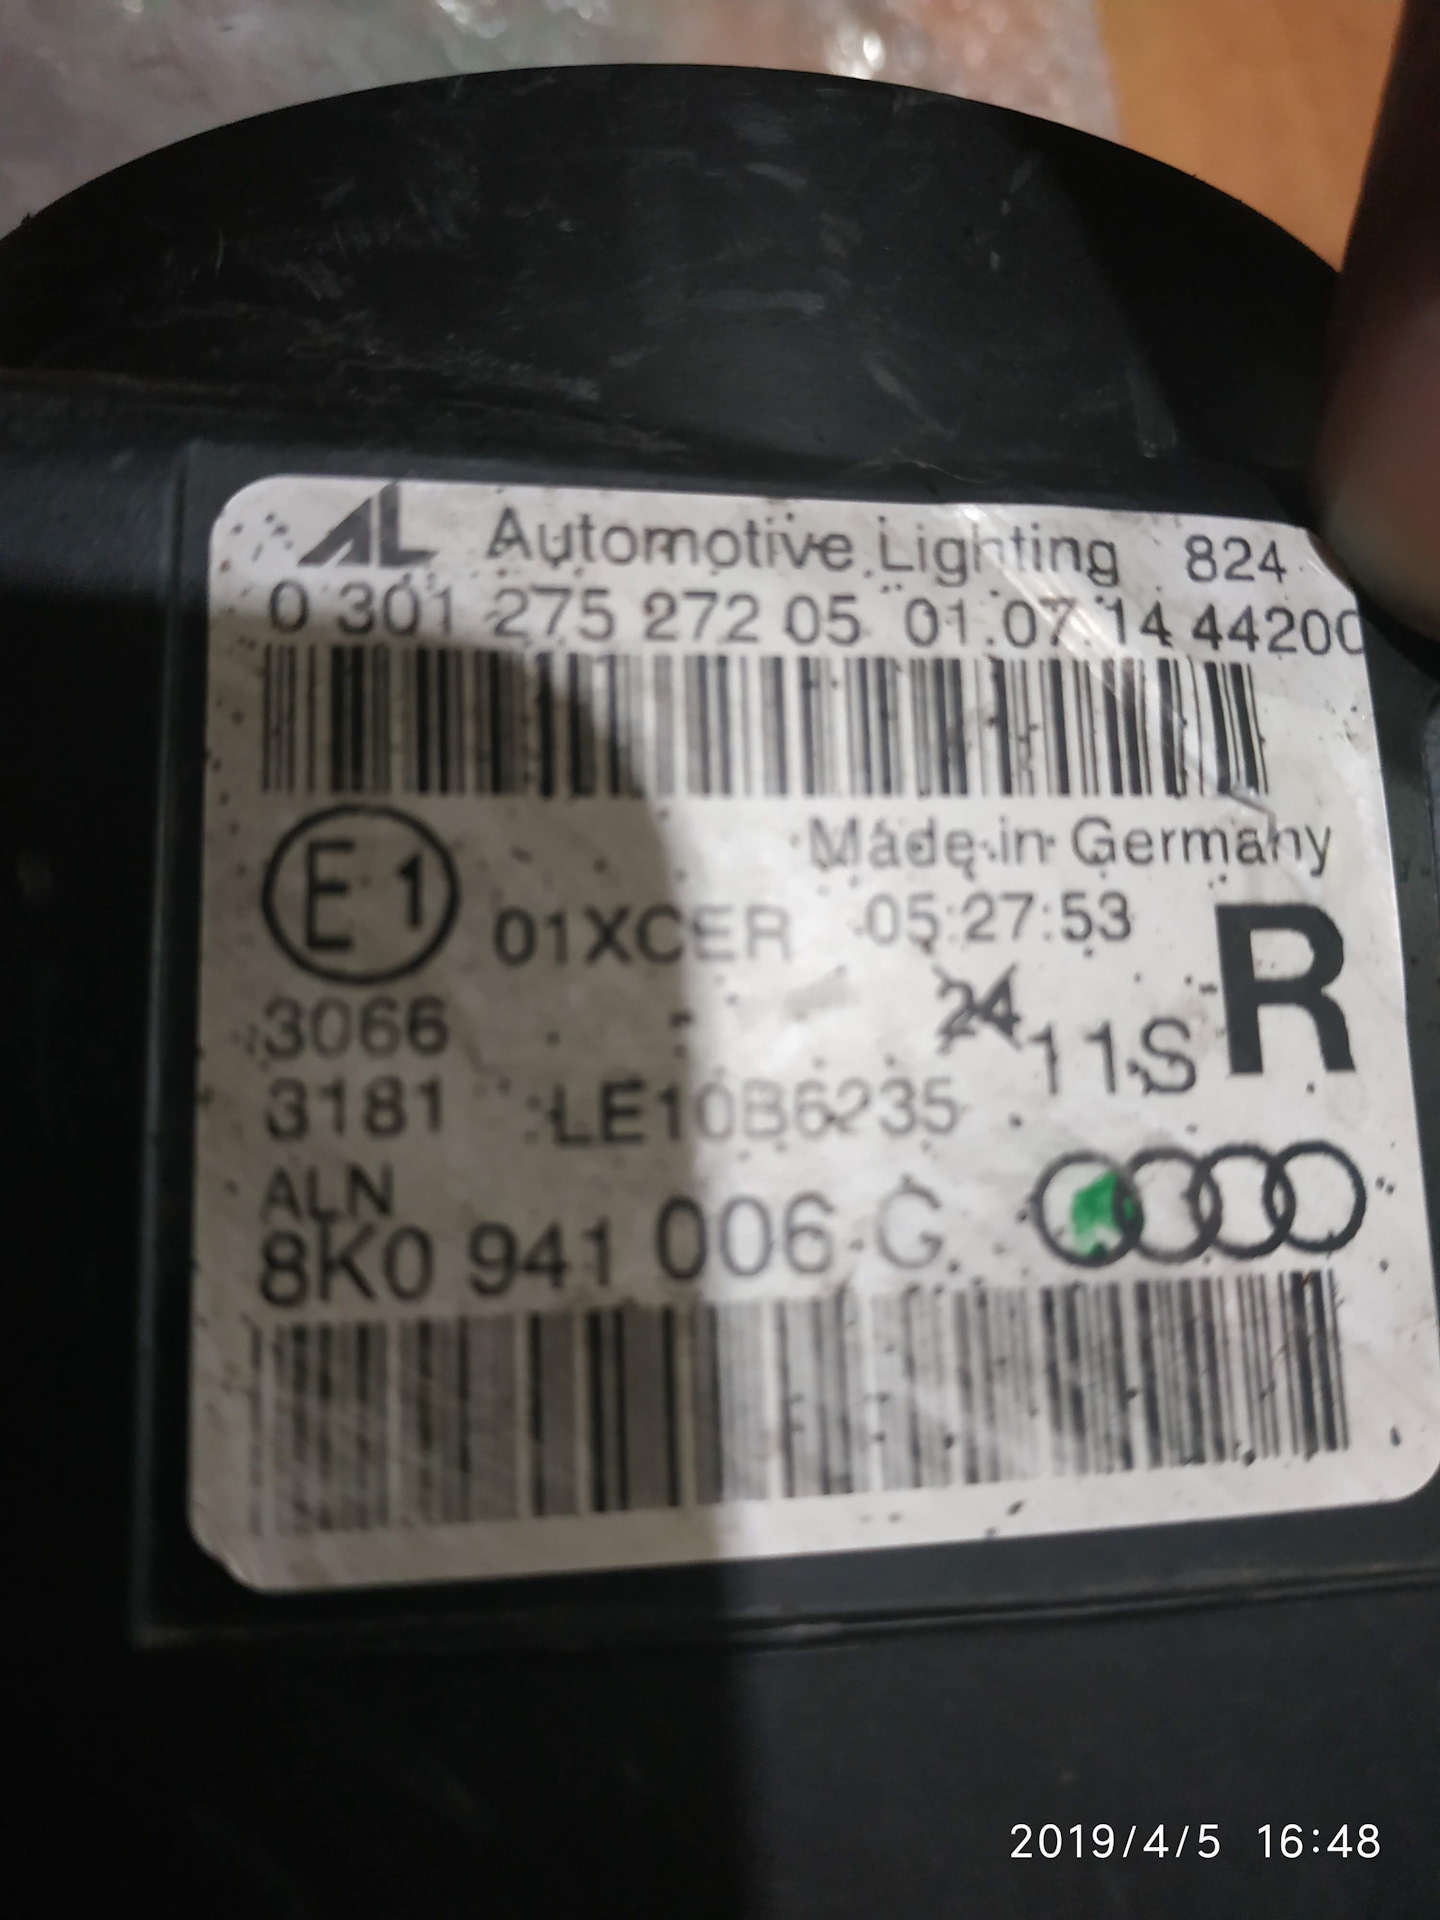 AL Automotive Lighting 824
0 301 275 272 05 01.07.14 4420C
Made in Germany
E1 01XCER 05:27:53
R
3066 24 11S
3181 LE10B6235
ALN
8K0 941 006 G
2019/4/5 16:48